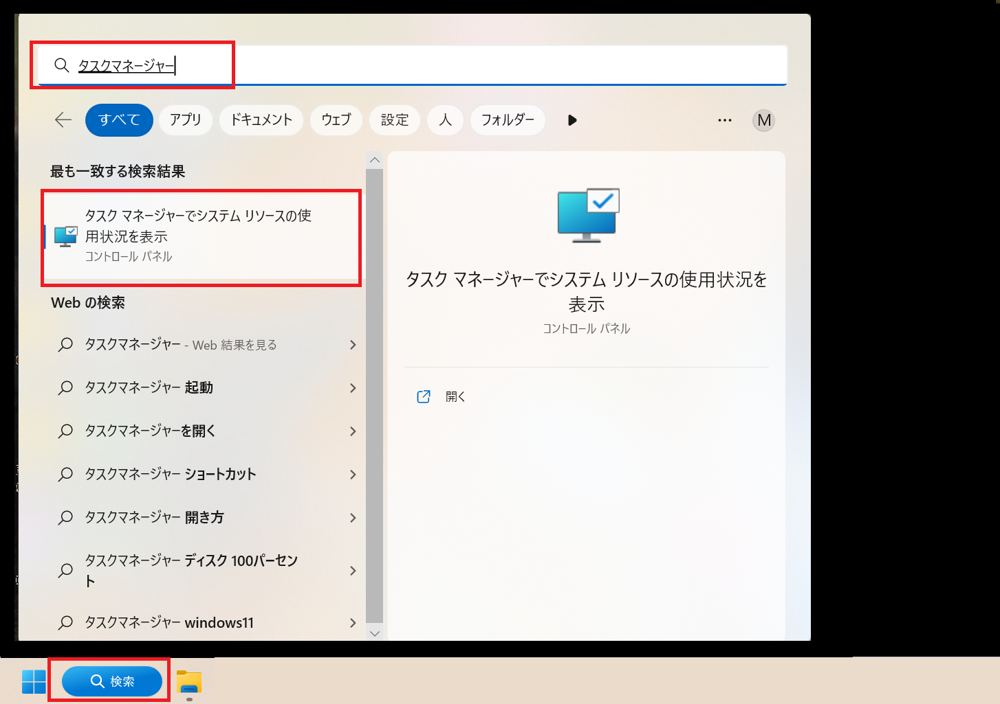 タスクマネージャー
すべて アプリ ドキュメント ウェブ 設定 人 フォルダー ▶ ··· M
最も一致する検索結果
タスク マネージャーでシステム リソースの使
用状況を表示
コントロール パネル
Web の検索
タスクマネージャー - Web 結果を見る
タスクマネージャー 起動
タスクマネージャーを開く
タスクマネージャー ショートカット
タスクマネージャー 開き方
タスクマネージャー ディスク 100パーセン
ト
タスクマネージャー windows11
タスク マネージャーでシステム リソースの使用状況を
表示
コントロール パネル
開く
検索